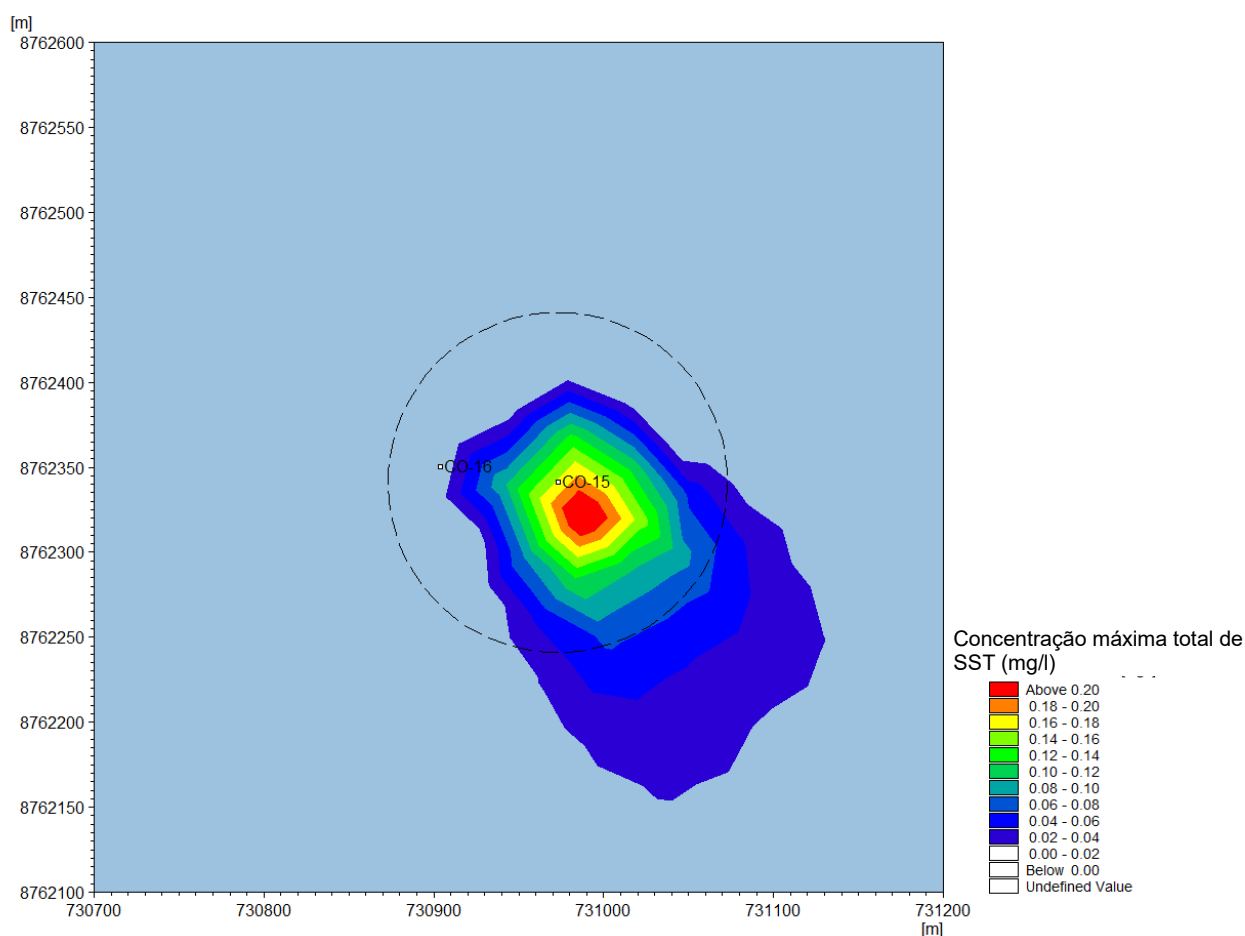 [m]
8762600
8762550
8762500
8762450
8762400
8762350
8762300
8762250
8762200
8762150
8762100
730700 730800 730900 731000 731100 731200
[m]
CO-16
CO-15
Concentração máxima total de
SST (mg/l)
Above 0.20
0.18 - 0.20
0.16 - 0.18
0.14 - 0.16
0.12 - 0.14
0.10 - 0.12
0.08 - 0.10
0.06 - 0.08
0.04 - 0.06
0.02 - 0.04
0.00 - 0.02
Below 0.00
Undefined Value